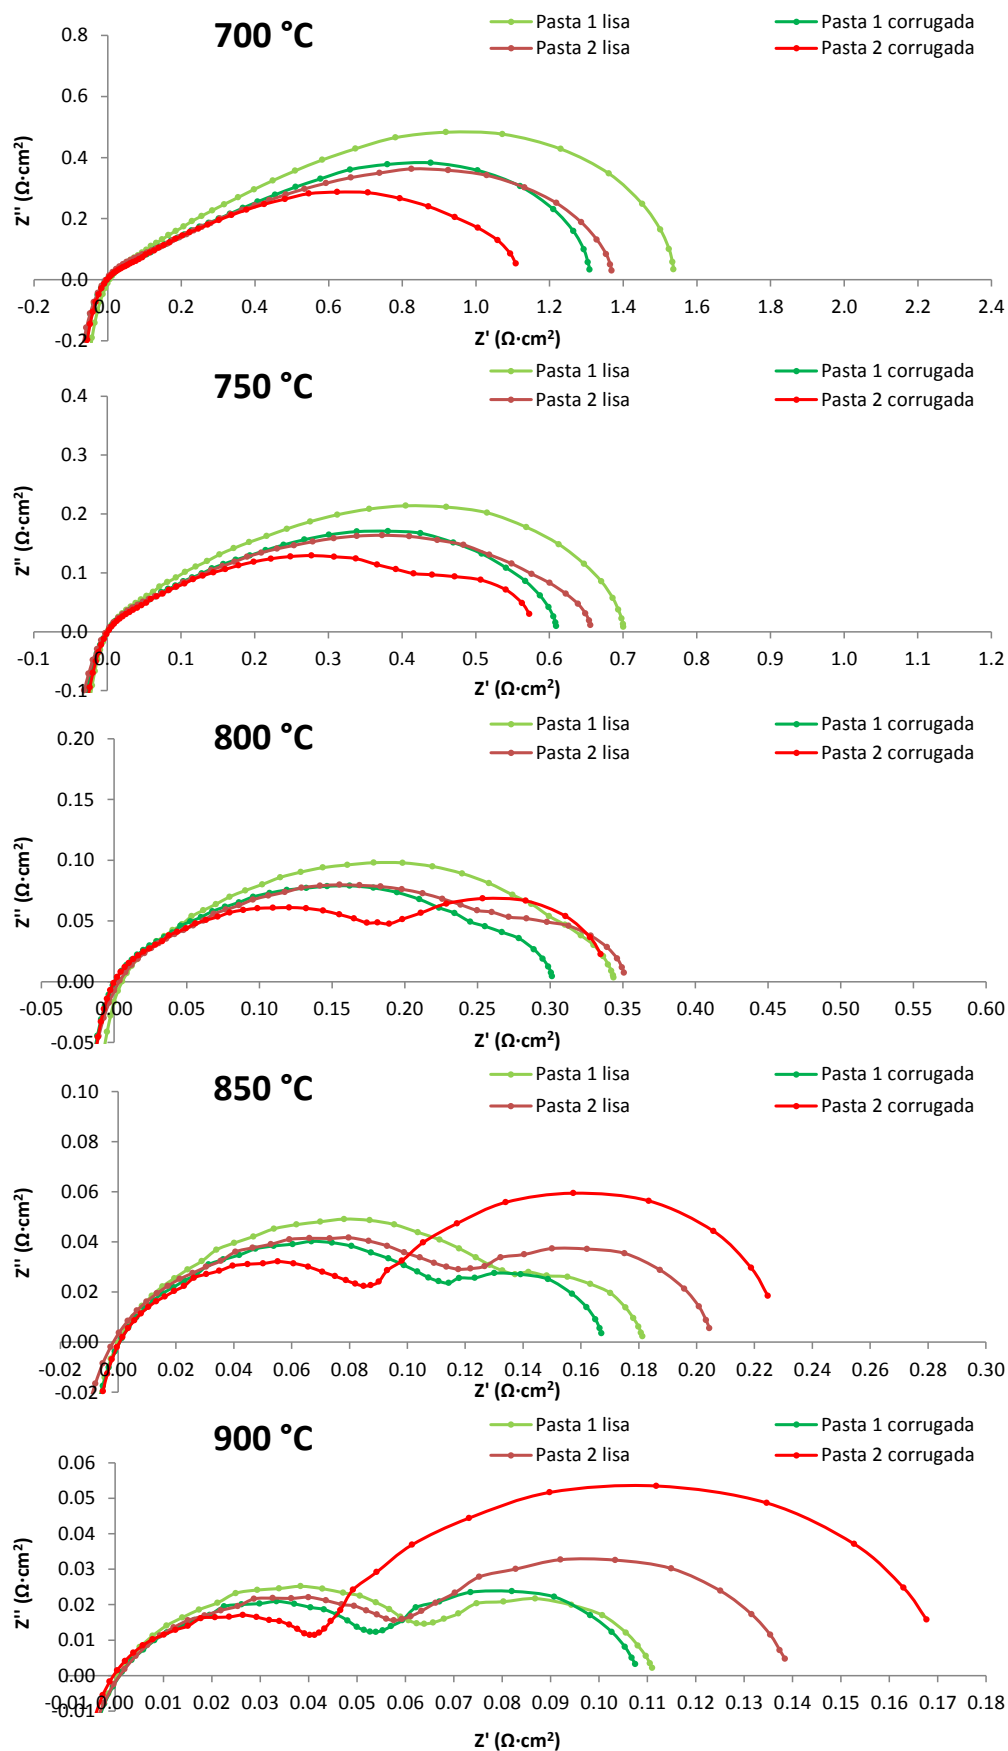 700 °C
Pasta 1 lisa Pasta 1 corrugada
Pasta 2 lisa Pasta 2 corrugada
0.8
0.6
0.4
0.2
0.0
-0.2
Z'' (Ω·cm²)
-0.2 0.0 0.2 0.4 0.6 0.8 1.0 1.2 1.4 1.6 1.8 2.0 2.2 2.4
Z' (Ω·cm²)
750 °C
Pasta 1 lisa Pasta 1 corrugada
Pasta 2 lisa Pasta 2 corrugada
0.4
0.3
0.2
0.1
0.0
-0.1
Z'' (Ω·cm²)
-0.1 0.0 0.1 0.2 0.3 0.4 0.5 0.6 0.7 0.8 0.9 1.0 1.1 1.2
Z' (Ω·cm²)
800 °C
Pasta 1 lisa Pasta 1 corrugada
Pasta 2 lisa Pasta 2 corrugada
0.20
0.15
0.10
0.05
0.00
-0.05
Z'' (Ω·cm²)
-0.05 0.00 0.05 0.10 0.15 0.20 0.25 0.30 0.35 0.40 0.45 0.50 0.55 0.60
Z' (Ω·cm²)
850 °C
Pasta 1 lisa Pasta 1 corrugada
Pasta 2 lisa Pasta 2 corrugada
0.10
0.08
0.06
0.04
0.02
0.00
-0.02
Z'' (Ω·cm²)
-0.02 0.00 0.02 0.04 0.06 0.08 0.10 0.12 0.14 0.16 0.18 0.20 0.22 0.24 0.26 0.28 0.30
Z' (Ω·cm²)
900 °C
Pasta 1 lisa Pasta 1 corrugada
Pasta 2 lisa Pasta 2 corrugada
0.06
0.05
0.04
0.03
0.02
0.01
0.00
-0.01
Z'' (Ω·cm²)
-0.01 0.00 0.01 0.02 0.03 0.04 0.05 0.06 0.07 0.08 0.09 0.10 0.11 0.12 0.13 0.14 0.15 0.16 0.17 0.18
Z' (Ω·cm²)